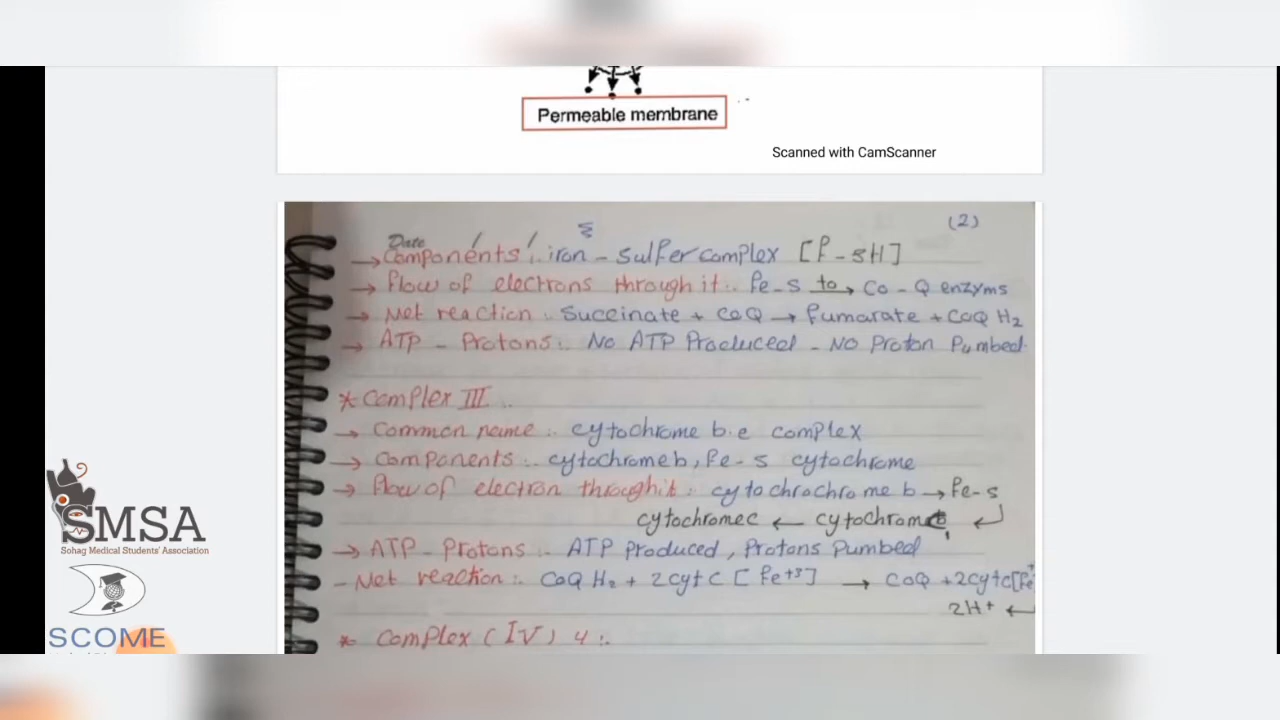 Permeable membrane
Scanned with CamScanner
(2)
Date / /
→ Components :. iron - Sulfer complex [f-sH]
→ Flow of electrons through it :. fe-s to→ Co-Q enzyms
→ Net reaction :. Succinate + CoQ → fumarate + CoQ H2
→ ATP - Protons :. No ATP Produced - No Proton Pumbed
* Complex III :.
→ Common name :. cytochrome b.e complex
→ Components :. cytochrome b, fe-s cytochrome
→ Flow of electron through it :. cytochrochrome b → fe-s
cytochrome c ← cytochrome ↵
→ ATP - Protons :. ATP Produced, Protons Pumbed
- Net reaction :. CoQ H2 + 2cyt C [fe+3] → CoQ + 2cyt c [fe+
2H+ ←
* Complex (IV) 4 :.
SMSA
Sohag Medical Students' Association
SCOME